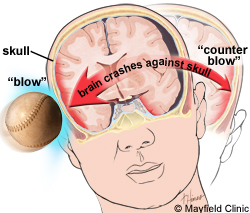 skull
"counter
blow"
"blow"
brain crashes against skull
© Mayfield Clinic